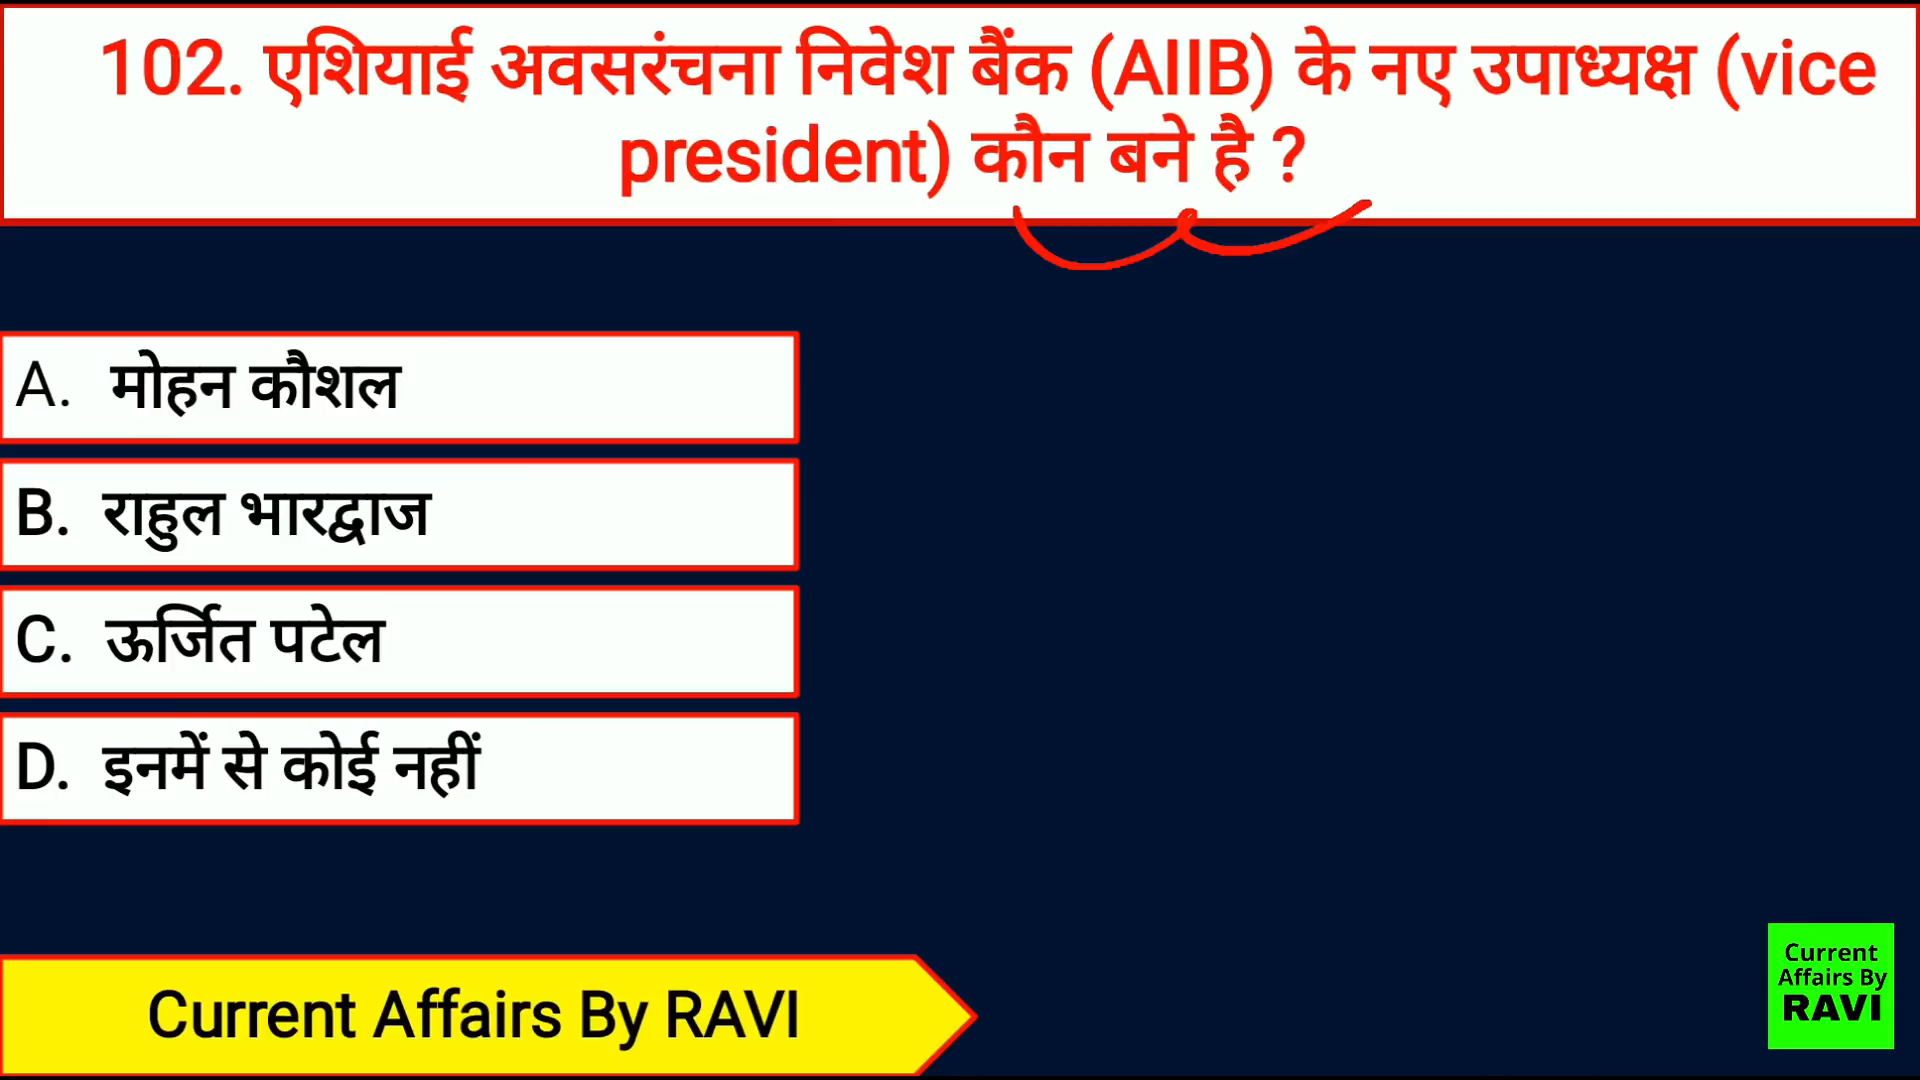 102. एशियाई अवसरंचना निवेश बैंक (AIIB) के नए उपाध्यक्ष (vice
president) कौन बने है ?
A. मोहन कौशल
B. राहुल भारद्वाज
C. ऊर्जित पटेल
D. इनमें से कोई नहीं
Current Affairs By RAVI
Current
Affairs By
RAVI